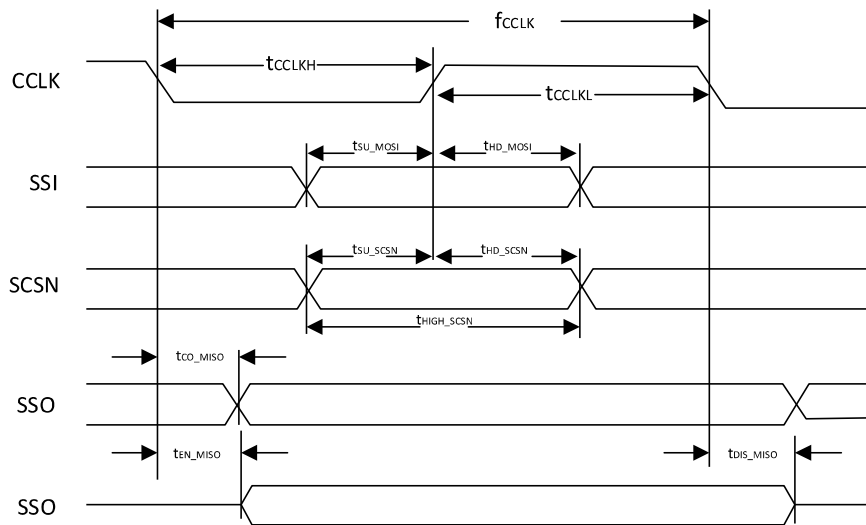 fCCLK
CCLK
tCCLKH
tCCLKL
tSU_MOSI
tHD_MOSI
SSI
tSU_SCSN
tHD_SCSN
SCSN
tHIGH_SCSN
tCO_MISO
SSO
tEN_MISO
tDIS_MISO
SSO